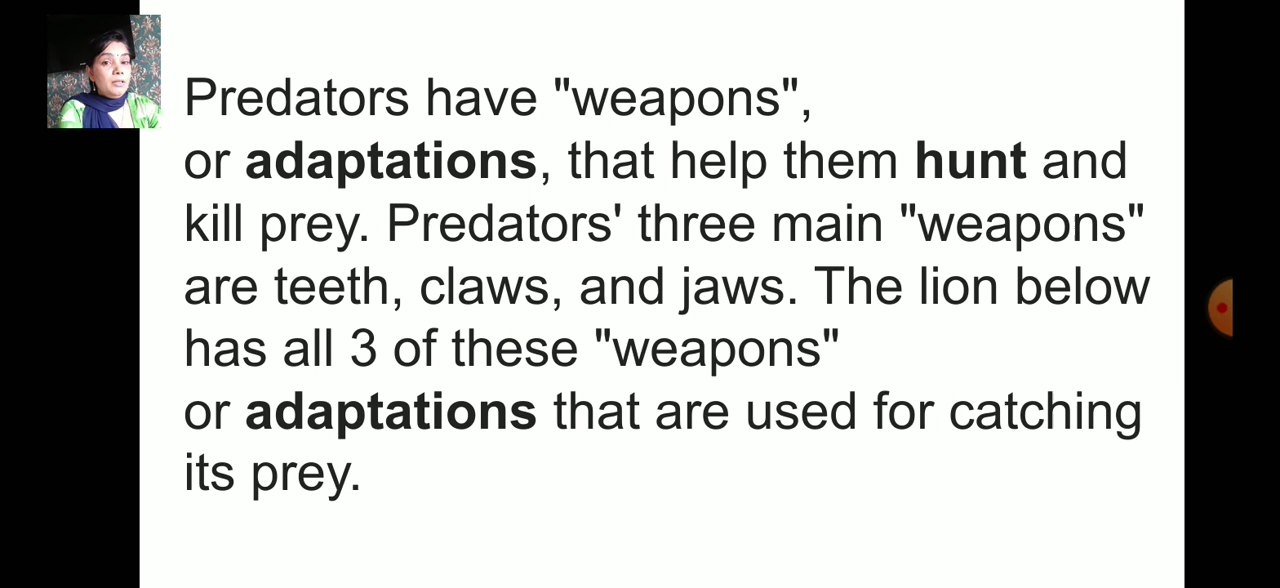 Predators have "weapons",
or adaptations, that help them hunt and
kill prey. Predators' three main "weapons"
are teeth, claws, and jaws. The lion below
has all 3 of these "weapons"
or adaptations that are used for catching
its prey.